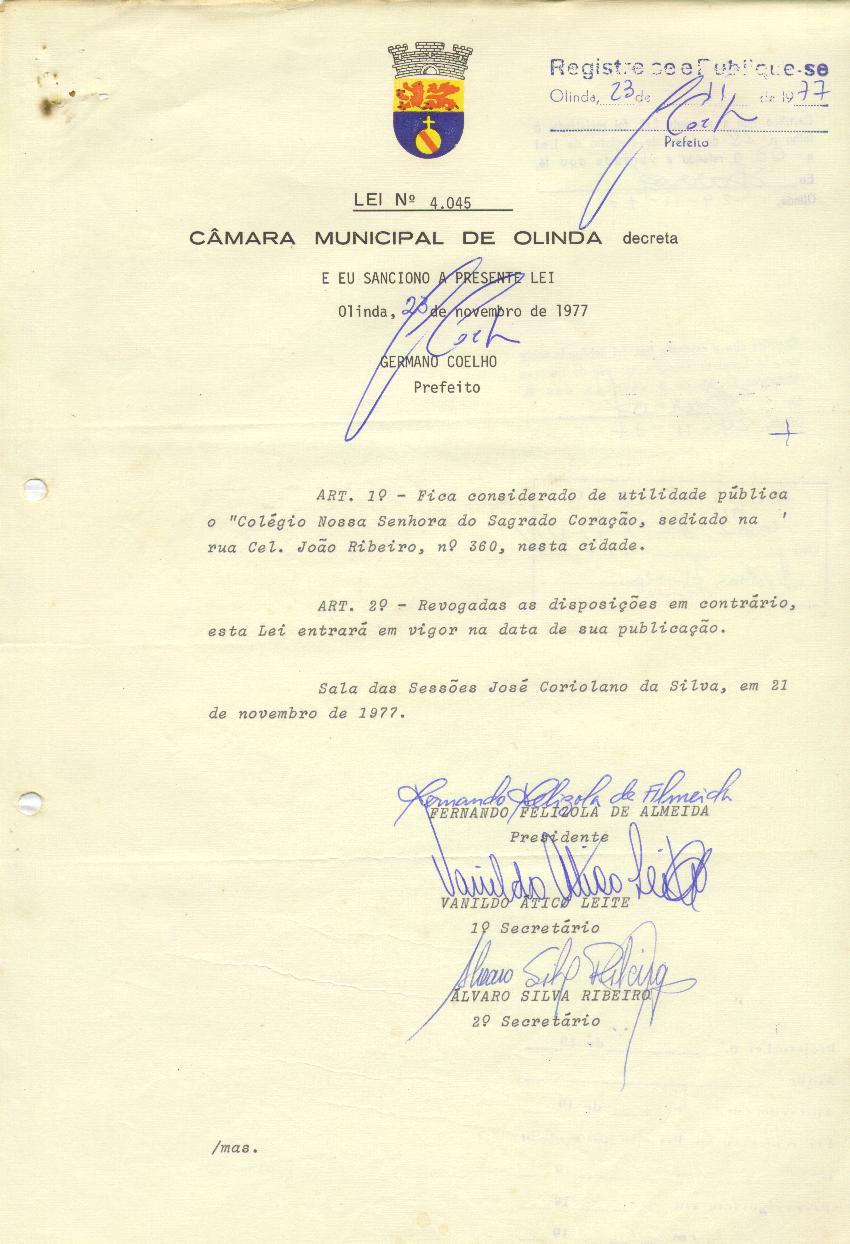 Registre-se e Publique-se
Olinda, 23 de 11 de 1977
Prefeito
LEI Nº 4.045
CÂMARA MUNICIPAL DE OLINDA decreta
E EU SANCIONO A PRESENTE LEI
Olinda, 23 de novembro de 1977
GERMANO COELHO
Prefeito
ART. 1º - Fica considerado de utilidade pública
o "Colégio Nossa Senhora do Sagrado Coração, sediado na '
rua Cel. João Ribeiro, nº 360, nesta cidade.
ART. 2º - Revogadas as disposições em contrário,
esta Lei entrará em vigor na data de sua publicação.
Sala das Sessões José Coriolano da Silva, em 21
de novembro de 1977.
Fernando Felizola de Almeida
FERNANDO FELIZOLA DE ALMEIDA
Presidente
Vanildo Ático Leite
VANILDO ÁTICO LEITE
1º Secretário
Álvaro Silva Ribeiro
ÁLVARO SILVA RIBEIRO
2º Secretário
/mas.